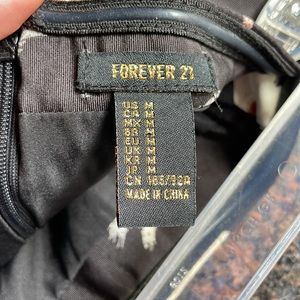 FOREVER 21
US M
CA M
MX M
BR M
EU M
UK M
KR M
JP M
CN 165/92A
MADE IN CHINA